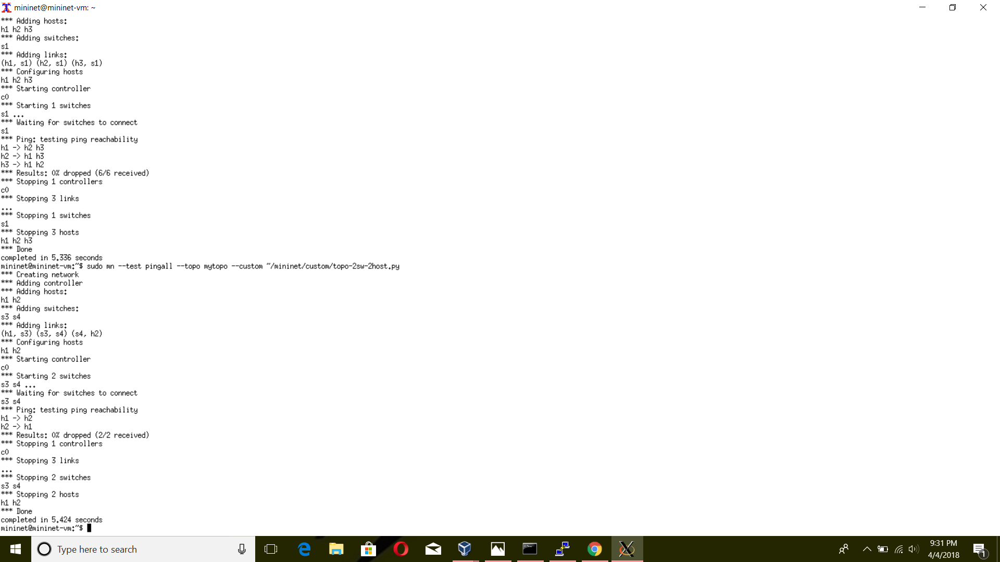 mininet@mininet-vm: ~
*** Adding hosts:
h1 h2 h3
*** Adding switches:
s1
*** Adding links:
(h1, s1) (h2, s1) (h3, s1)
*** Configuring hosts
h1 h2 h3
*** Starting controller
c0
*** Starting 1 switches
s1 ...
*** Waiting for switches to connect
s1
*** Ping: testing ping reachability
h1 -> h2 h3
h2 -> h1 h3
h3 -> h1 h2
*** Results: 0% dropped (6/6 received)
*** Stopping 1 controllers
c0
*** Stopping 3 links
...
*** Stopping 1 switches
s1
*** Stopping 3 hosts
h1 h2 h3
*** Done
completed in 5.336 seconds
mininet@mininet-vm:~$ sudo mn --test pingall --topo mytopo --custom ~/mininet/custom/topo-2sw-2host.py
*** Creating network
*** Adding controller
*** Adding hosts:
h1 h2
*** Adding switches:
s3 s4
*** Adding links:
(h1, s3) (s3, s4) (s4, h2)
*** Configuring hosts
h1 h2
*** Starting controller
c0
*** Starting 2 switches
s3 s4 ...
*** Waiting for switches to connect
s3 s4
*** Ping: testing ping reachability
h1 -> h2
h2 -> h1
*** Results: 0% dropped (2/2 received)
*** Stopping 1 controllers
c0
*** Stopping 3 links
...
*** Stopping 2 switches
s3 s4
*** Stopping 2 hosts
h1 h2
*** Done
completed in 5.424 seconds
mininet@mininet-vm:~$
Type here to search
9:31 PM
4/4/2018
1